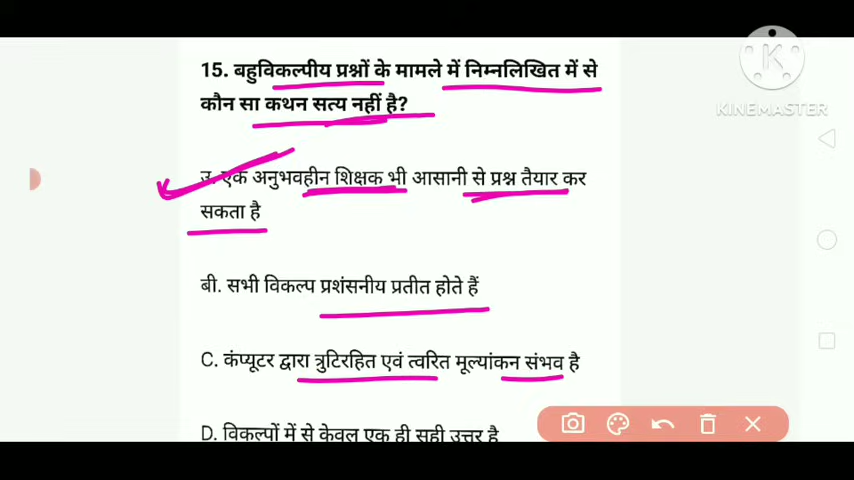 15. बहुविकल्पीय प्रश्नों के मामले में निम्नलिखित में से
कौन सा कथन सत्य नहीं है?
उ. एक अनुभवहीन शिक्षक भी आसानी से प्रश्न तैयार कर
सकता है
बी. सभी विकल्प प्रशंसनीय प्रतीत होते हैं
C. कंप्यूटर द्वारा त्रुटिरहित एवं त्वरित मूल्यांकन संभव है
D. विकल्पों में से केवल एक ही सही उत्तर है
K
KINEMASTER